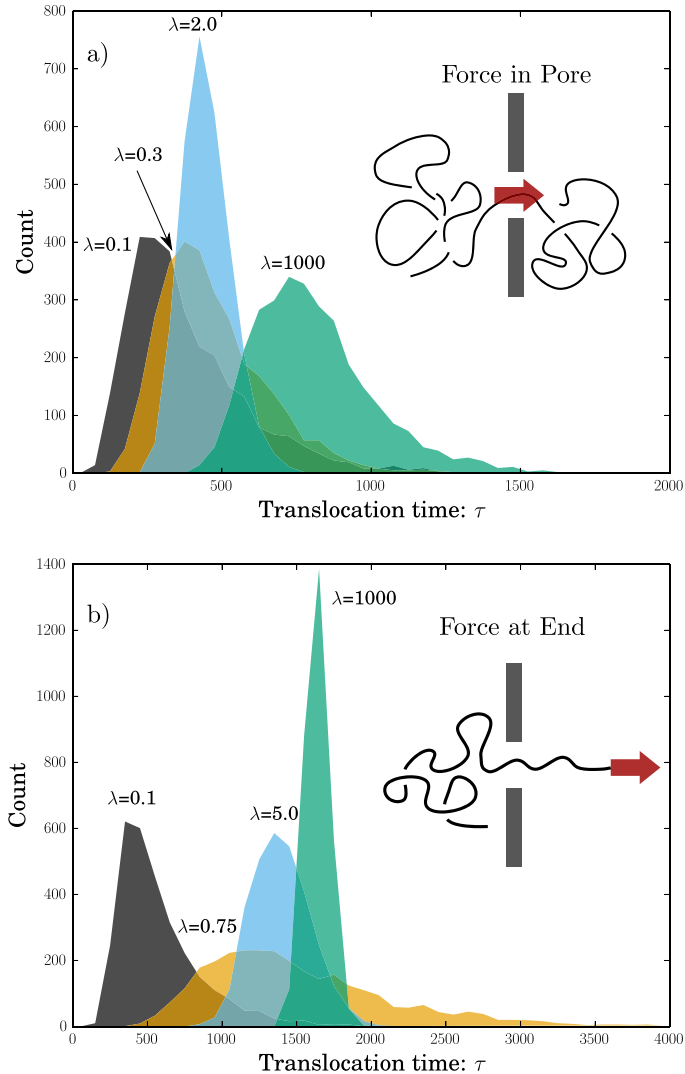 800
700
600
500
400
300
200
100
0
Count
a)
λ=2.0
λ=0.3
λ=0.1
λ=1000
Force in Pore
0 500 1000 1500 2000
Translocation time: τ
1400
1200
1000
800
600
400
200
0
Count
b)
λ=1000
Force at End
λ=0.1
λ=5.0
λ=0.75
0 500 1000 1500 2000 2500 3000 3500 4000
Translocation time: τ